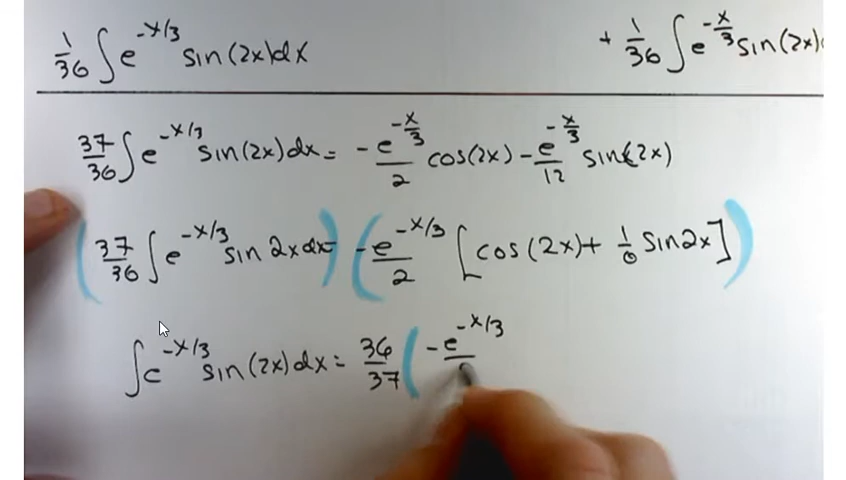 1/36 ∫ e^{-x/3} sin(2x)dx + 1/36 ∫ e^{-x/3} sin(2x)
37/36 ∫ e^{-x/3} sin(2x)dx = - e^{-x/3}/2 cos(2x) - e^{-x/3}/12 sin(2x)
(37/36 ∫ e^{-x/3} sin 2x dx = (- e^{-x/3}/2 [cos(2x) + 1/6 sin2x])
∫ e^{-x/3} sin(2x)dx = 36/37 (- e^{-x/3}